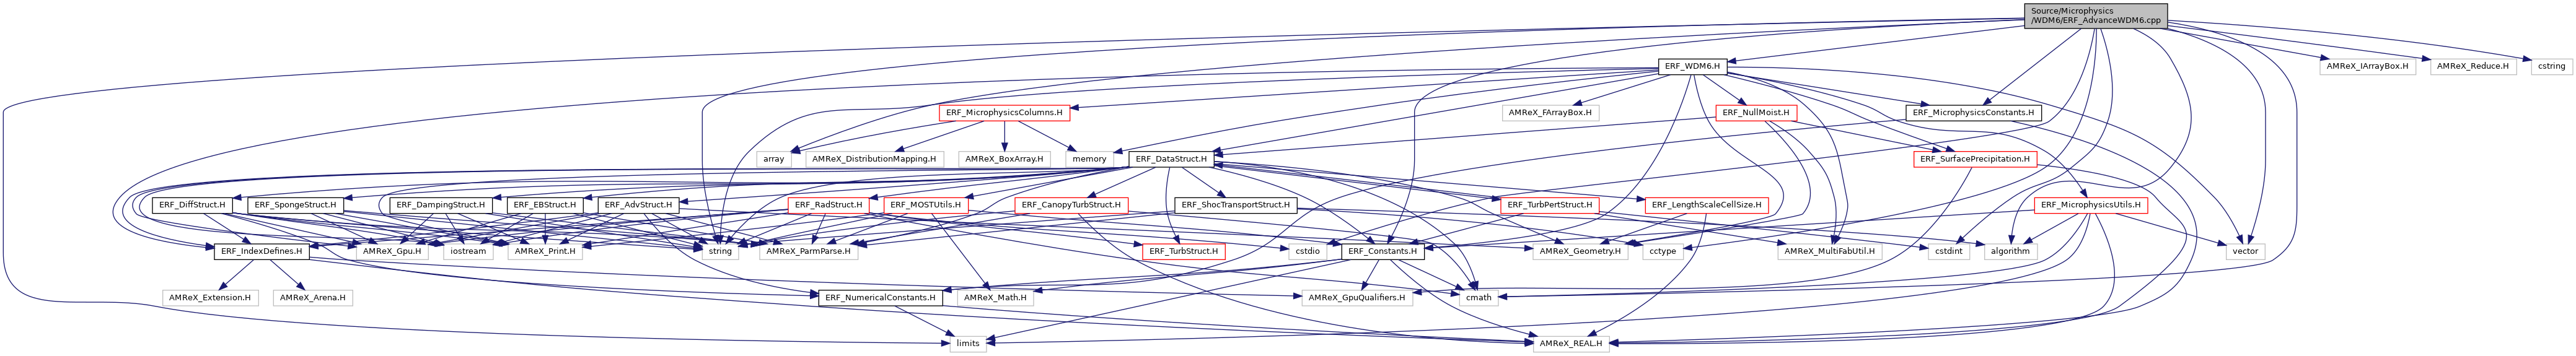 Source/Microphysics
/WDM6/ERF_AdvanceWDM6.cpp
ERF_WDM6.H
AMReX_IArrayBox.H
AMReX_Reduce.H
cstring
ERF_MicrophysicsColumns.H
AMReX_FArrayBox.H
ERF_NullMoist.H
ERF_MicrophysicsConstants.H
array
AMReX_DistributionMapping.H
AMReX_BoxArray.H
memory
ERF_DataStruct.H
ERF_SurfacePrecipitation.H
ERF_DiffStruct.H
ERF_SpongeStruct.H
ERF_DampingStruct.H
ERF_EBStruct.H
ERF_AdvStruct.H
ERF_RadStruct.H
ERF_MOSTUtils.H
ERF_CanopyTurbStruct.H
ERF_ShocTransportStruct.H
ERF_TurbPertStruct.H
ERF_LengthScaleCellSize.H
ERF_MicrophysicsUtils.H
ERF_IndexDefines.H
AMReX_Gpu.H
iostream
AMReX_Print.H
string
AMReX_ParmParse.H
ERF_TurbStruct.H
cstdio
ERF_Constants.H
AMReX_Geometry.H
cctype
AMReX_MultiFabUtil.H
cstdint
algorithm
vector
AMReX_Extension.H
AMReX_Arena.H
ERF_NumericalConstants.H
AMReX_Math.H
AMReX_GpuQualifiers.H
cmath
limits
AMReX_REAL.H